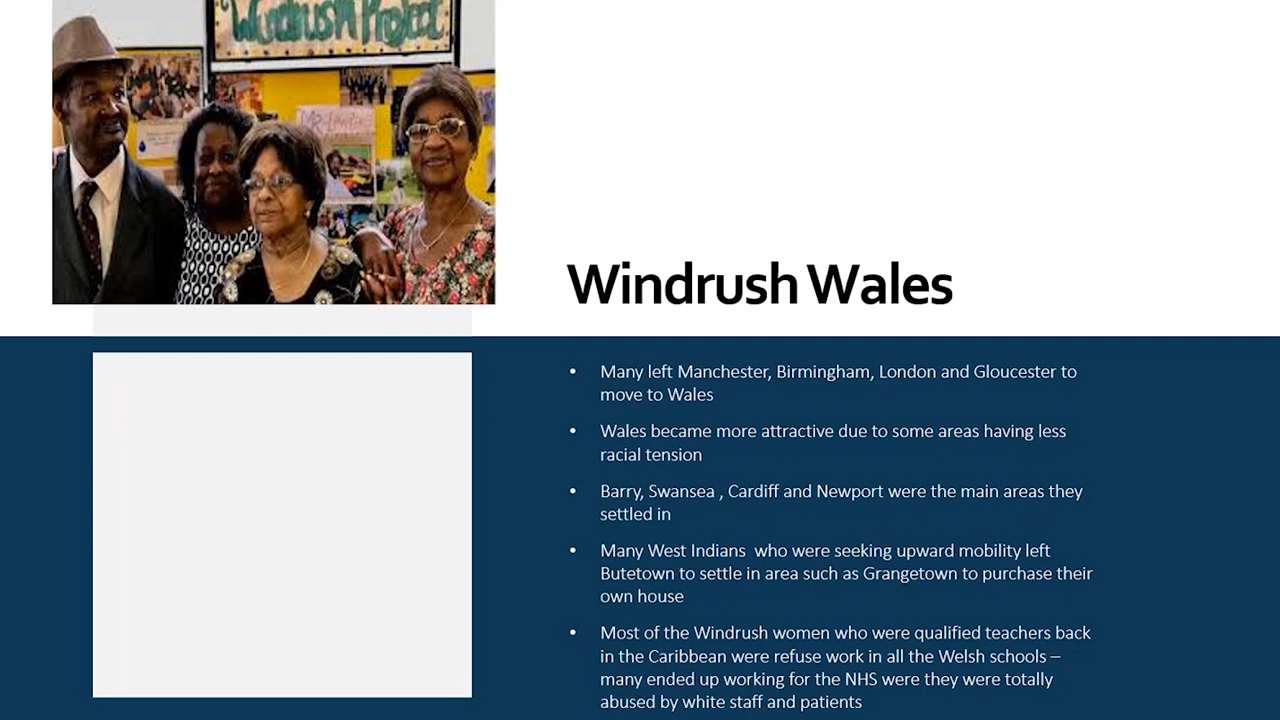 Windrush Project
MR-Lawford
Windrush Wales
• Many left Manchester, Birmingham, London and Gloucester to
move to Wales
• Wales became more attractive due to some areas having less
racial tension
• Barry, Swansea , Cardiff and Newport were the main areas they
settled in
• Many West Indians  who were seeking upward mobility left
Butetown to settle in area such as Grangetown to purchase their
own house
• Most of the Windrush women who were qualified teachers back
in the Caribbean were refuse work in all the Welsh schools –
many ended up working for the NHS were they were totally
abused by white staff and patients